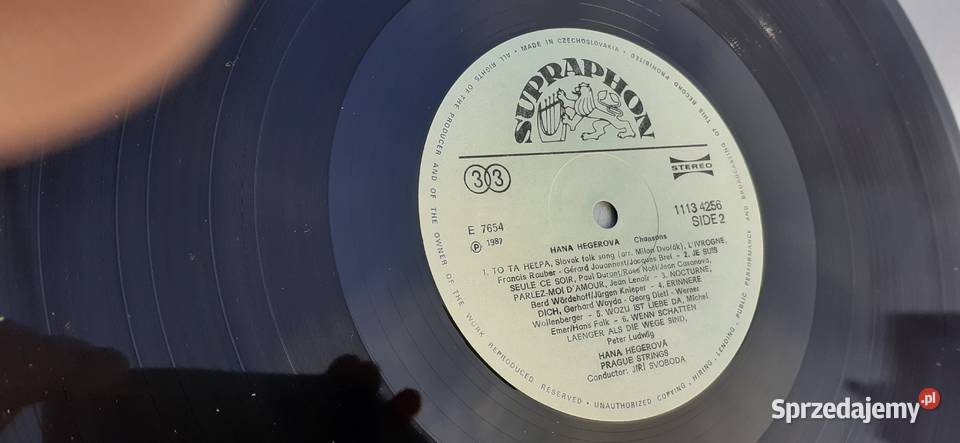 MADE IN CZECHOSLOVAKIA • ALL RIGHTS OF THE PRODUCER AND OF THE OWNER OF THE WORK REPRODUCED RESERVED • UNAUTHORIZED COPYING • HIRING • LENDING • PUBLIC PERFORMANCE AND BROADCASTING OF THIS RECORD PROHIBITED •
SUPRAPHON
33
STEREO
E 7654
1113 4256
Ⓟ 1987
SIDE 2
HANA HEGEROVÁ Chansons
1. TO TA HEĽPA, Slovak folk song (arr. Milan Dvořák), L'IVROGNE,
Francis Rauber - Gérard Jouannest/Jacques Brel - 2. JE SUIS
SEULE CE SOIR, Paul Durant/Rose Noël/Jean Casanova,
PARLEZ-MOI D'AMOUR, Jean Lenoir - 3. NOCTURNE,
Berd Wördehoff/Jürgen Knieper - 4. ERINNERE
DICH, Gerhard Wayda - Georg Dietl - Werner
Wollenberger - 5. WOZU IST LIEBE DA, Michel
Emer/Hans Falk - 6. WENN SCHATTEN
LAENGER ALS DIE WEGE SIND,
Peter Ludwig
HANA HEGEROVÁ
PRAGUE STRINGS
Conductor: JIŘÍ SVOBODA
Sprzedajemy.pl